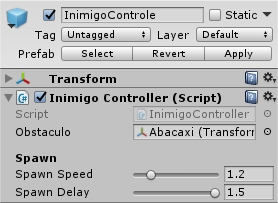 InimigoControle Static
Tag Untagged Layer Default
Prefab Select Revert Apply
Transform
Inimigo Controller (Script)
Script InimigoController
Obstaculo Abacaxi (Transform
Spawn
Spawn Speed 1.2
Spawn Delay 1.5